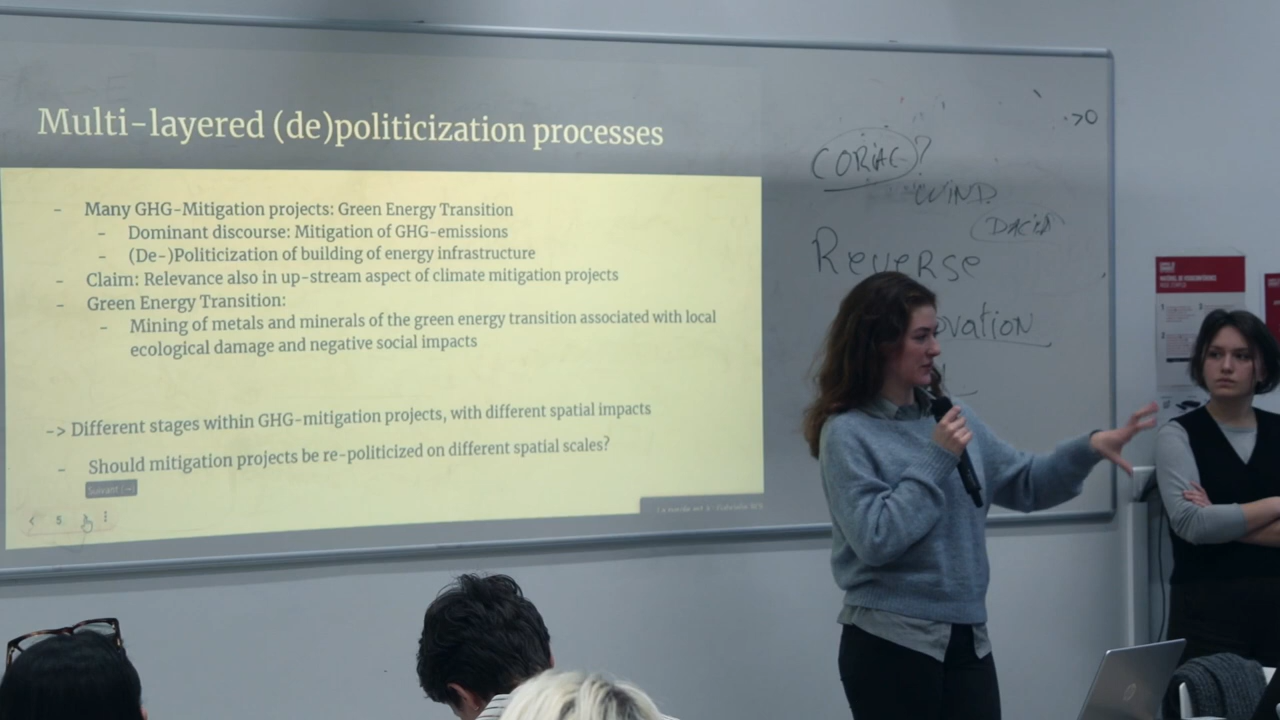 Multi-layered (de)politicization processes
- Many GHG-Mitigation projects: Green Energy Transition
- Dominant discourse: Mitigation of GHG-emissions
- (De-)Politicization of building of energy infrastructure
- Claim: Relevance also in up-stream aspect of climate mitigation projects
- Green Energy Transition:
- Mining of metals and minerals of the green energy transition associated with local
ecological damage and negative social impacts
-> Different stages within GHG-mitigation projects, with different spatial impacts
- Should mitigation projects be re-politicized on different spatial scales?
Suivant (→)
< 5
->0
CORIAC?
WIND
DACIA
Reverse
ovation